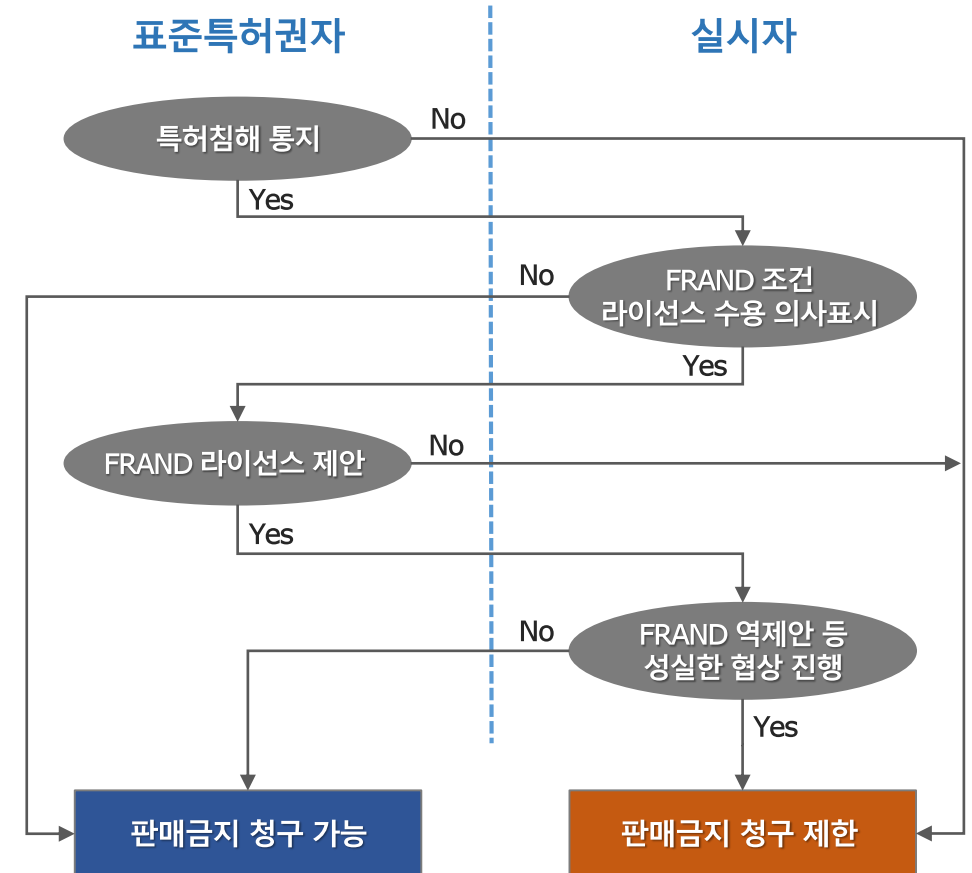 표준특허권자
실시자
특허침해 통지
No
Yes
FRAND 조건
라이선스 수용 의사표시
No
Yes
FRAND 라이선스 제안
No
Yes
FRAND 역제안 등
성실한 협상 진행
No
Yes
판매금지 청구 가능
판매금지 청구 제한